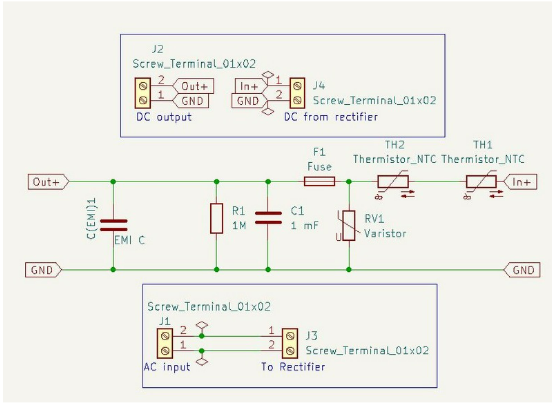 J2
Screw_Terminal_01x02
2 Out+
1 GND
DC output
In+ 1
GND 2
J4
Screw_Terminal_01x02
DC from rectifier
F1
Fuse
TH2
Thermistor_NTC
TH1
Thermistor_NTC
Out+
In+
C(EMI)1
EMI C
R1
1M
C1
1 mF
RV1
Varistor
U
GND
GND
Screw_Terminal_01x02
J1
2
1
AC input
1
2
J3
Screw_Terminal_01x02
To Rectifier